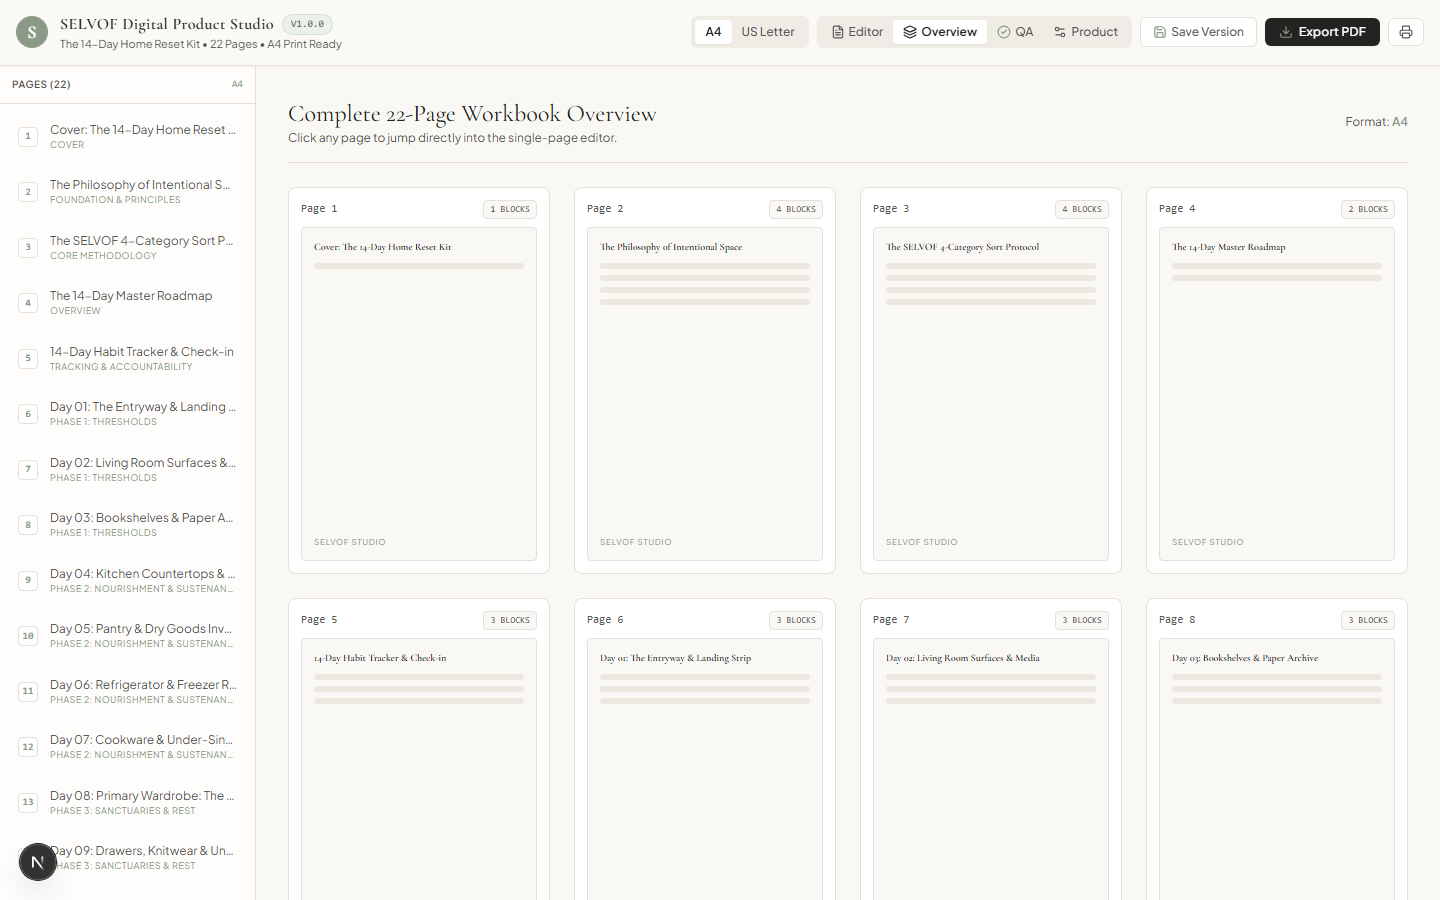 S
SELVOF Digital Product Studio
V1.0.0
The 14-Day Home Reset Kit • 22 Pages • A4 Print Ready
A4
US Letter
Editor
Overview
QA
Product
Save Version
Export PDF
PAGES (22)
A4
1
Cover: The 14-Day Home Reset ...
COVER
2
The Philosophy of Intentional S...
FOUNDATION & PRINCIPLES
3
The SELVOF 4-Category Sort P...
CORE METHODOLOGY
4
The 14-Day Master Roadmap
OVERVIEW
5
14-Day Habit Tracker & Check-in
TRACKING & ACCOUNTABILITY
6
Day 01: The Entryway & Landing ...
PHASE 1: THRESHOLDS
7
Day 02: Living Room Surfaces &...
PHASE 1: THRESHOLDS
8
Day 03: Bookshelves & Paper A...
PHASE 1: THRESHOLDS
9
Day 04: Kitchen Countertops & ...
PHASE 2: NOURISHMENT & SUSTENAN...
10
Day 05: Pantry & Dry Goods Inv...
PHASE 2: NOURISHMENT & SUSTENAN...
11
Day 06: Refrigerator & Freezer R...
PHASE 2: NOURISHMENT & SUSTENAN...
12
Day 07: Cookware & Under-Sin...
PHASE 2: NOURISHMENT & SUSTENAN...
13
Day 08: Primary Wardrobe: The ...
PHASE 3: SANCTUARIES & REST
N
Day 09: Drawers, Knitwear & Un...
PHASE 3: SANCTUARIES & REST
Complete 22-Page Workbook Overview
Click any page to jump directly into the single-page editor.
Format: A4
Page 1
1 BLOCKS
Cover: The 14-Day Home Reset Kit
SELVOF STUDIO
Page 2
4 BLOCKS
The Philosophy of Intentional Space
SELVOF STUDIO
Page 3
4 BLOCKS
The SELVOF 4-Category Sort Protocol
SELVOF STUDIO
Page 4
2 BLOCKS
The 14-Day Master Roadmap
SELVOF STUDIO
Page 5
3 BLOCKS
14-Day Habit Tracker & Check-in
Page 6
3 BLOCKS
Day 01: The Entryway & Landing Strip
Page 7
3 BLOCKS
Day 02: Living Room Surfaces & Media
Page 8
3 BLOCKS
Day 03: Bookshelves & Paper Archive